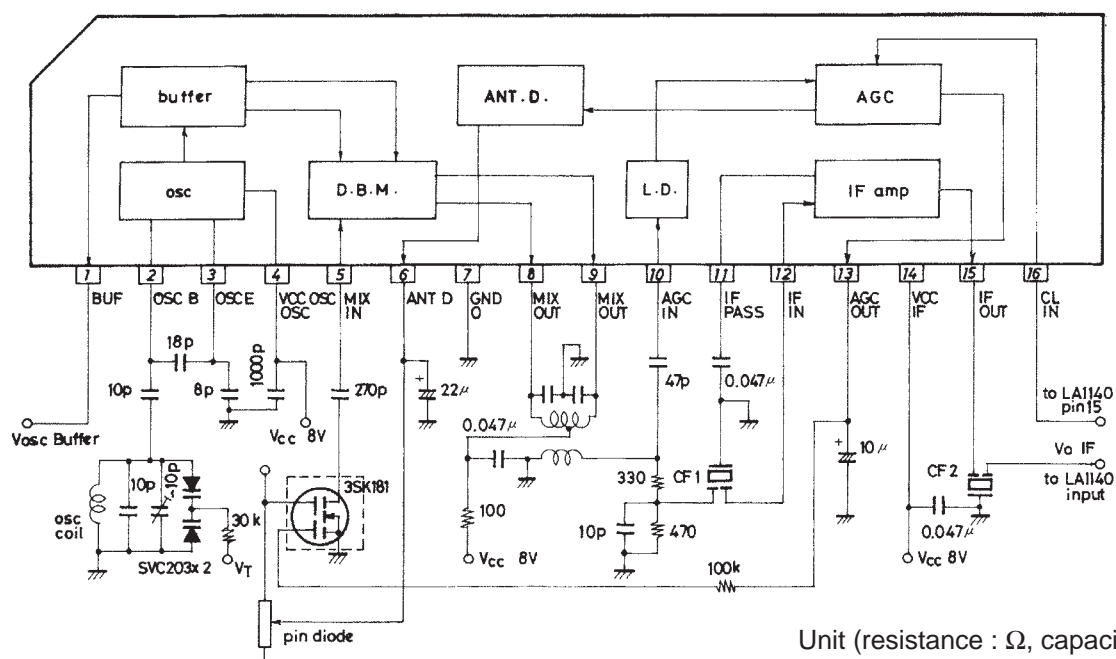 buffer
ANT. D.
AGC
osc
D.B.M.
L.D.
IF amp
1 2 3 4 5 6 7 8 9 10 11 12 13 14 15 16
BUF
OSC B
OSC E
VCC OSC
OSC
MIX
IN
ANT D
GND
O
MIX
OUT
MIX
OUT
AGC
IN
IF
PASS
IF
IN
AGC
OUT
VCC
IF
IF
OUT
CL
IN
18p
10p
8p
1000p
270p
22μ
47p
0.047μ
to LA1140
pin15
Vosc Buffer
Vcc 8V
0.047μ
10μ
Vo IF
10p
~10p
3SK181
330
CF1
CF2
to LA1140
input
osc
coil
30k
100
10p
470
0.047μ
SVC203x2
VT
Vcc 8V
Vcc 8V
100k
pin diode
Unit (resistance : Ω, capaci